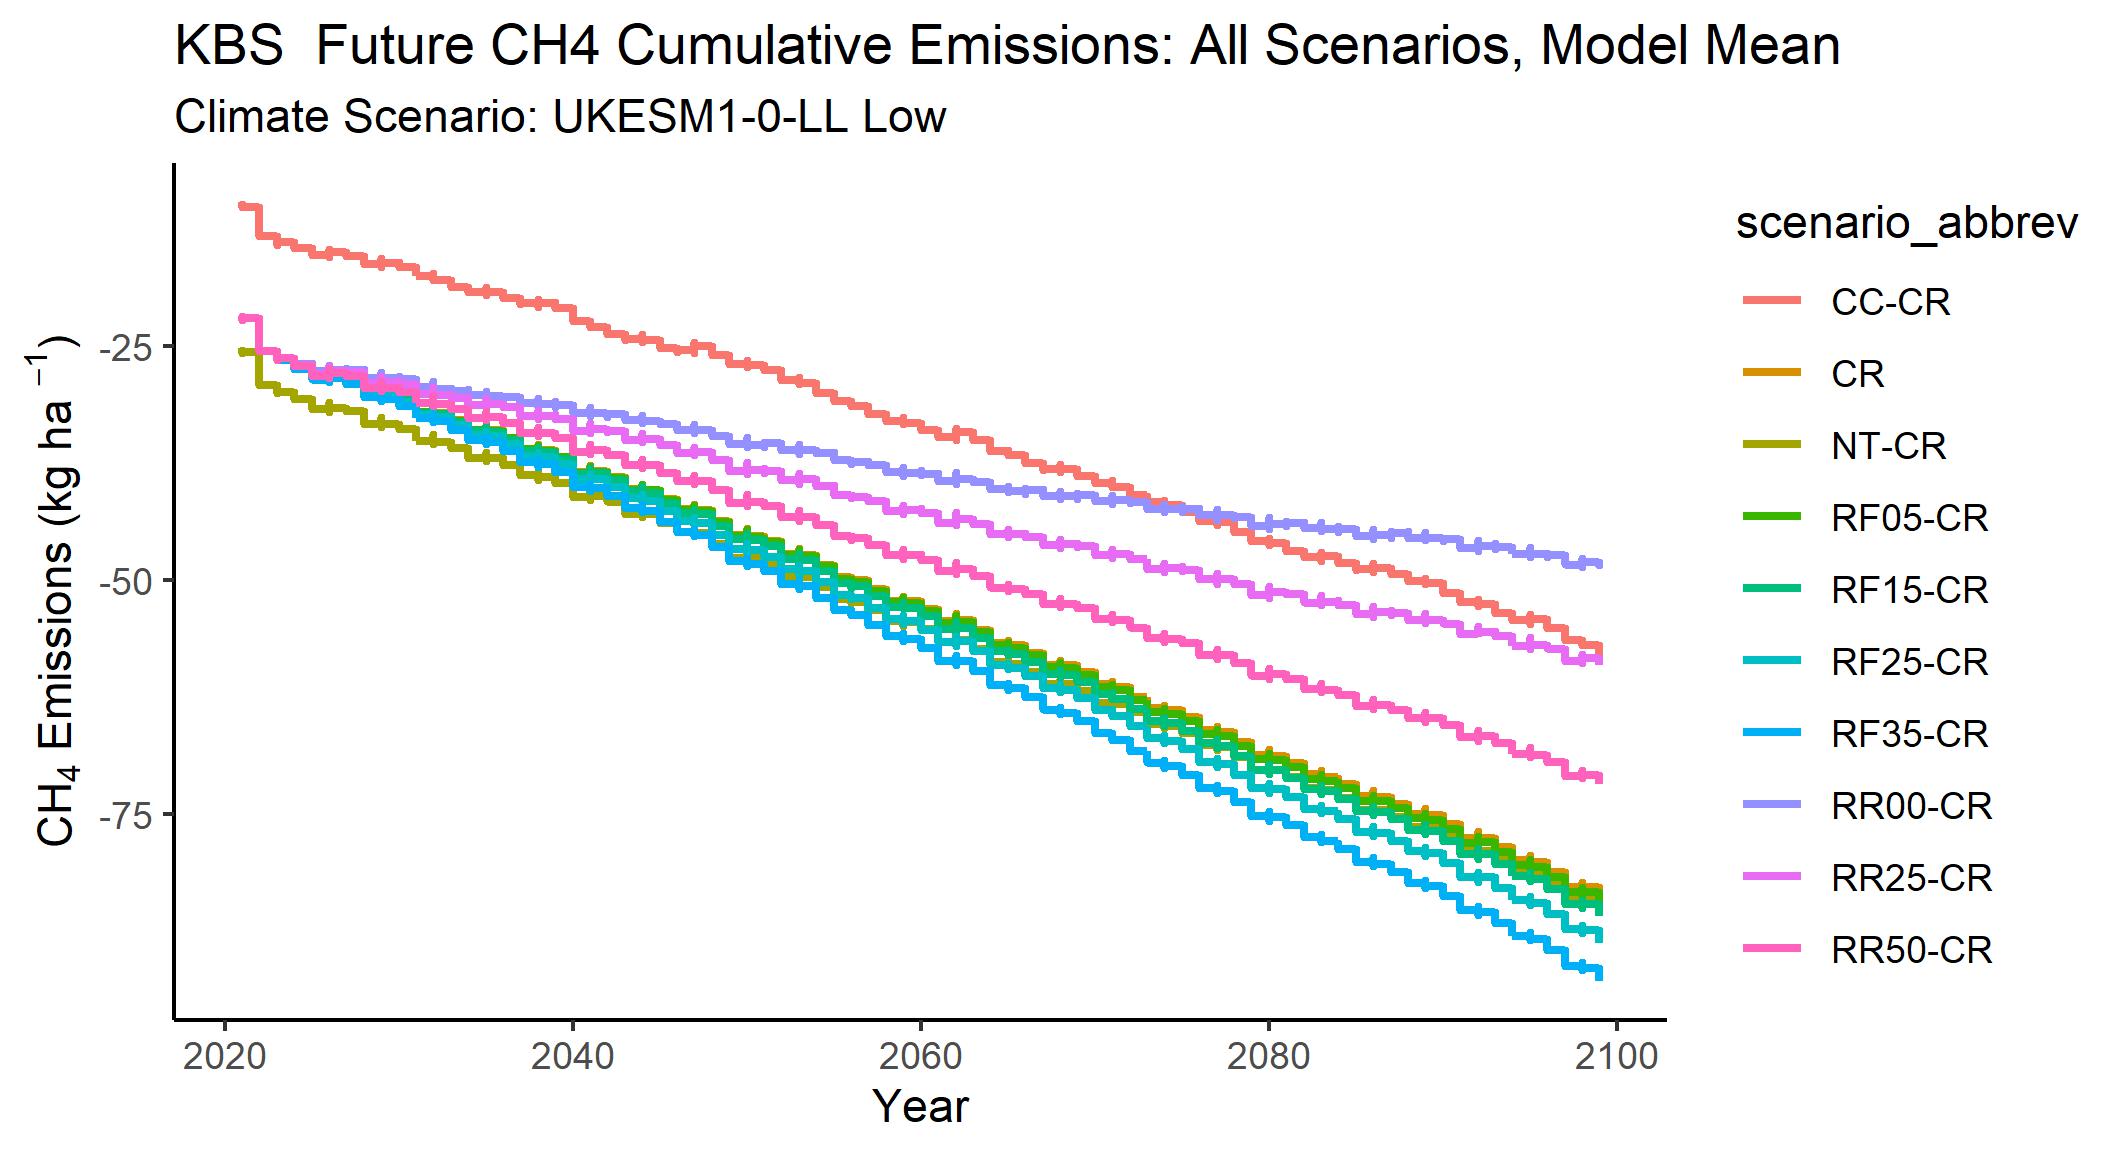 KBS  Future CH4 Cumulative Emissions: All Scenarios, Model Mean
Climate Scenario: UKESM1-0-LL Low
CH₄ Emissions (kg ha ⁻¹)
-25
-50
-75
2020 2040 2060 2080 2100
Year
scenario_abbrev
CC-CR
CR
NT-CR
RF05-CR
RF15-CR
RF25-CR
RF35-CR
RR00-CR
RR25-CR
RR50-CR